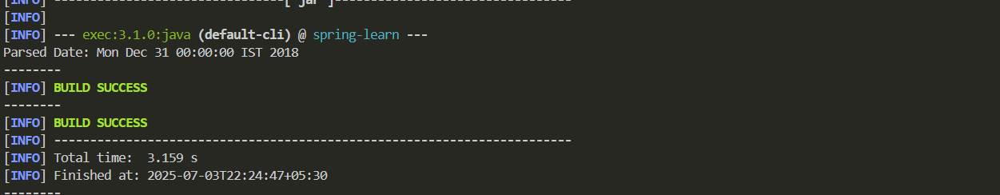 [INFO] --------------------------------[ jar ]---------------------------------
[INFO]
[INFO] --- exec:3.1.0:java (default-cli) @ spring-learn ---
Parsed Date: Mon Dec 31 00:00:00 IST 2018
--------
[INFO] BUILD SUCCESS
--------
[INFO] BUILD SUCCESS
[INFO] ------------------------------------------------------------------------
[INFO] Total time:  3.159 s
[INFO] Finished at: 2025-07-03T22:24:47+05:30
--------